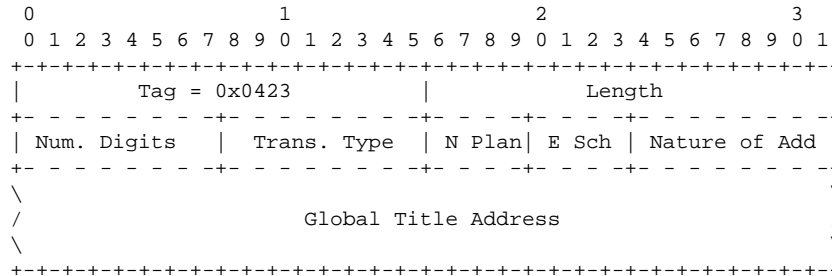 0                   1                   2                   3
 0 1 2 3 4 5 6 7 8 9 0 1 2 3 4 5 6 7 8 9 0 1 2 3 4 5 6 7 8 9 0 1
+-+-+-+-+-+-+-+-+-+-+-+-+-+-+-+-+-+-+-+-+-+-+-+-+-+-+-+-+-+-+-+-
|         Tag = 0x0423          |            Length
+- - - - - - - -+- - - - - - - -+- - - -+- - - -+- - - - - - - -
| Num. Digits   |  Trans. Type  | N Plan| E Sch | Nature of Add
+- - - - - - - -+- - - - - - - -+- - - -+- - - -+- - - - - - - -
\
/                      Global Title Address
\
+-+-+-+-+-+-+-+-+-+-+-+-+-+-+-+-+-+-+-+-+-+-+-+-+-+-+-+-+-+-+-+-